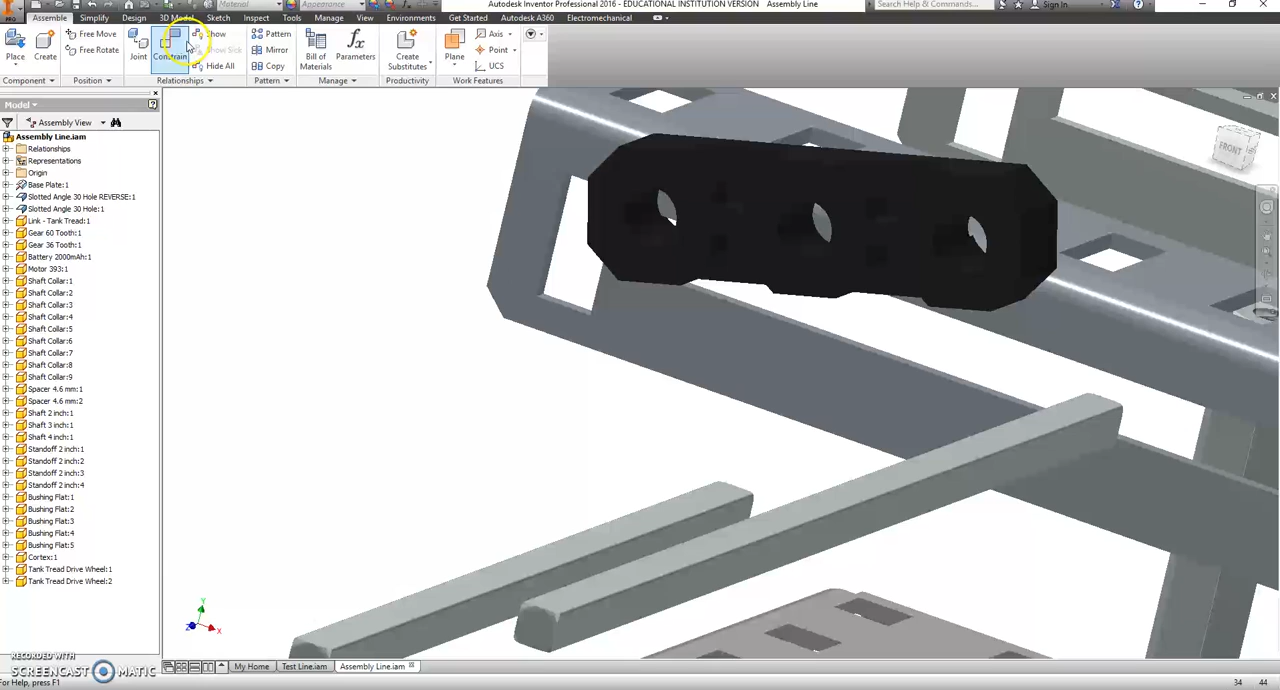 Material
Appearance
Autodesk Inventor Professional 2016 - EDUCATIONAL INSTITUTION VERSION Assembly Line
Search Help & Commands...
Sign In
PRO
Assemble Simplify Design 3D Model Sketch Inspect Tools Manage View Environments Get Started Autodesk A360 Electromechanical
Place
Create
Free Move
Free Rotate
Joint
Constrain
Show
Show Sick
Hide All
Pattern
Mirror
Copy
Bill of Materials
Parameters
Create Substitutes
Plane
Axis
Point
UCS
Component Position Relationships Pattern Manage Productivity Work Features
Model
Assembly View
Assembly Line.iam
Relationships
Representations
Origin
Base Plate:1
Slotted Angle 30 Hole REVERSE:1
Slotted Angle 30 Hole:1
Link - Tank Tread:1
Gear 60 Tooth:1
Gear 36 Tooth:1
Battery 2000mAh:1
Motor 393:1
Shaft Collar:1
Shaft Collar:2
Shaft Collar:3
Shaft Collar:4
Shaft Collar:5
Shaft Collar:6
Shaft Collar:7
Shaft Collar:8
Shaft Collar:9
Spacer 4.6 mm:1
Spacer 4.6 mm:2
Shaft 2 inch:1
Shaft 3 inch:1
Shaft 4 inch:1
Standoff 2 inch:1
Standoff 2 inch:2
Standoff 2 inch:3
Standoff 2 inch:4
Bushing Flat:1
Bushing Flat:2
Bushing Flat:3
Bushing Flat:4
Bushing Flat:5
Cortex:1
Tank Tread Drive Wheel:1
Tank Tread Drive Wheel:2
FRONT
Y
Z
X
RECORDED WITH
SCREENCAST MATIC
My Home Test Line.iam Assembly Line.iam
For Help, press F1
34 44